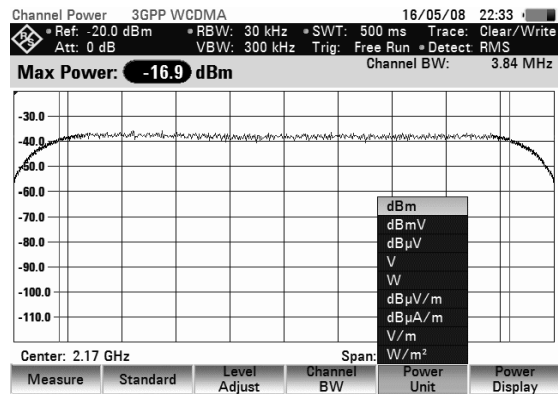 Channel Power 3GPP WCDMA 16/05/08 22:33
Ref: -20.0 dBm RBW: 30 kHz SWT: 500 ms Trace: Clear/Write
Att: 0 dB VBW: 300 kHz Trig: Free Run Detect: RMS
Max Power: -16.9 dBm Channel BW: 3.84 MHz
-30.0
-40.0
-50.0
-60.0
-70.0
-80.0
-90.0
-100.0
-110.0
dBm
dBmV
dBµV
V
W
dBµV/m
dBµA/m
V/m
W/m²
Center: 2.17 GHz Span:
Measure Standard Level Adjust Channel BW Power Unit Power Display